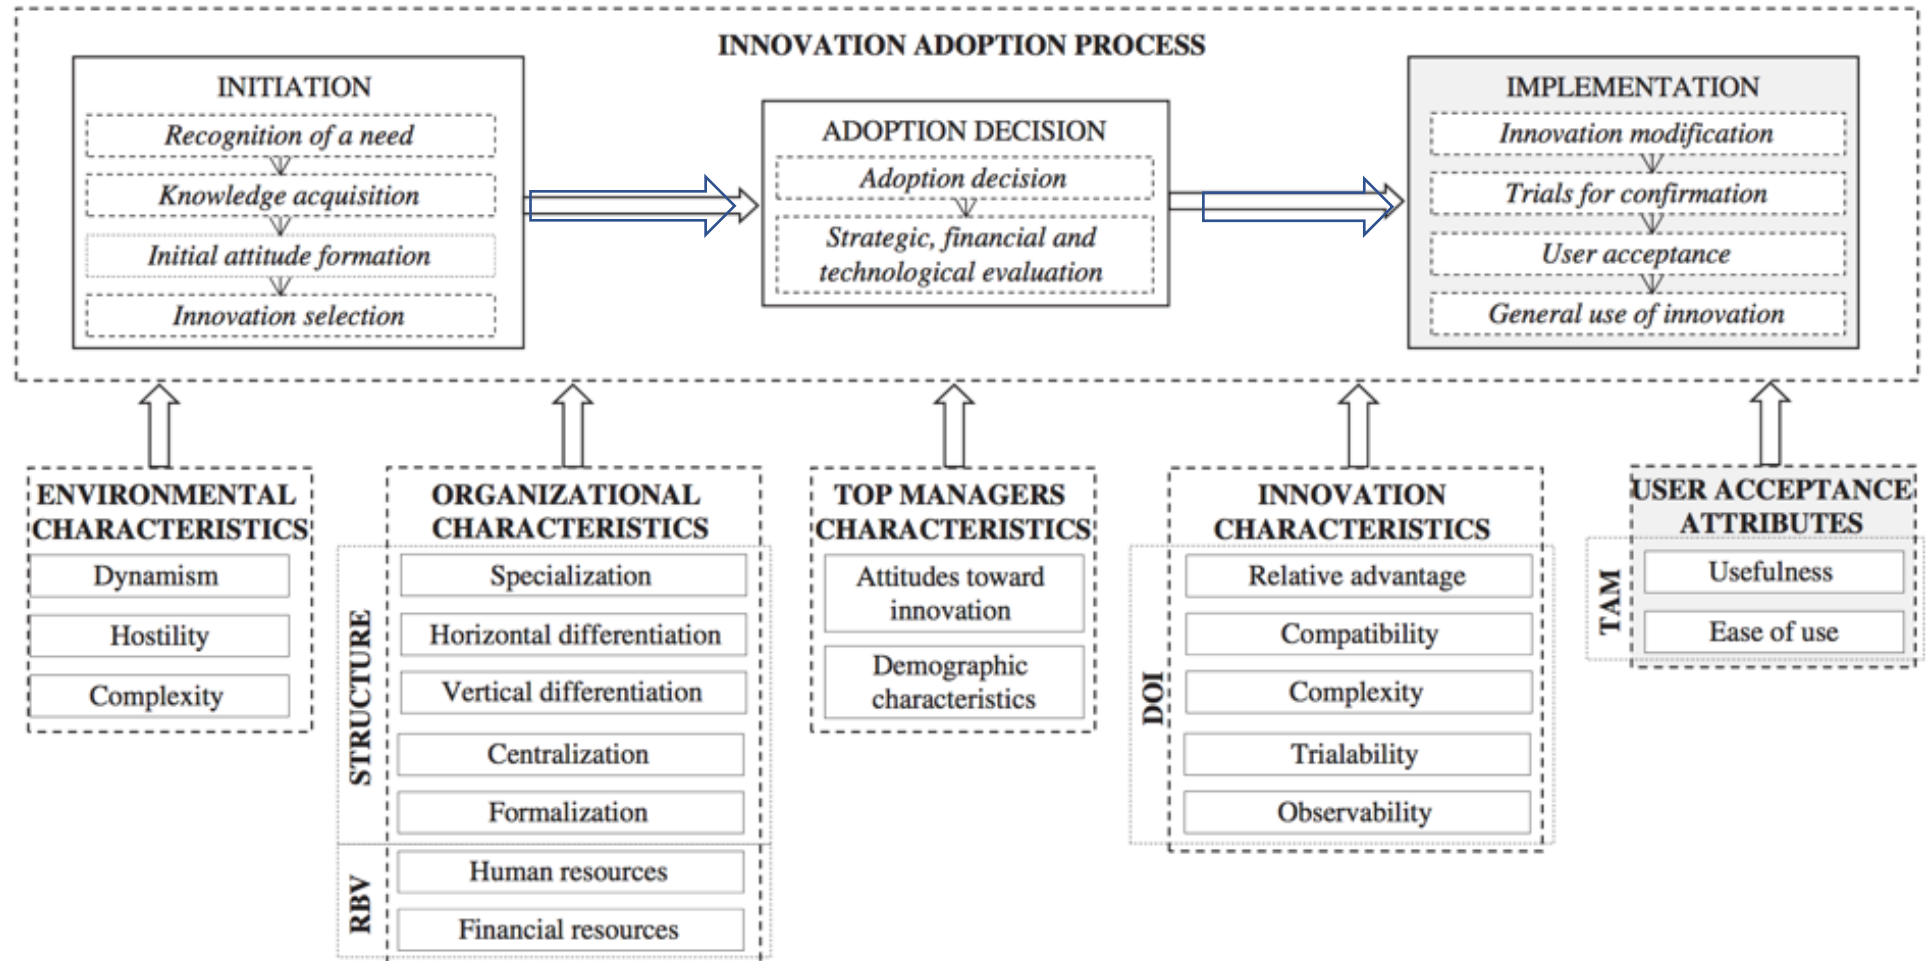 INNOVATION ADOPTION PROCESS
INITIATION
Recognition of a need
Knowledge acquisition
Initial attitude formation
Innovation selection
ADOPTION DECISION
Adoption decision
Strategic, financial and
technological evaluation
IMPLEMENTATION
Innovation modification
Trials for confirmation
User acceptance
General use of innovation
ENVIRONMENTAL
CHARACTERISTICS
Dynamism
Hostility
Complexity
ORGANIZATIONAL
CHARACTERISTICS
STRUCTURE
Specialization
Horizontal differentiation
Vertical differentiation
Centralization
Formalization
RBV
Human resources
Financial resources
TOP MANAGERS
CHARACTERISTICS
Attitudes toward
innovation
Demographic
characteristics
INNOVATION
CHARACTERISTICS
DOI
Relative advantage
Compatibility
Complexity
Trialability
Observability
USER ACCEPTANCE
ATTRIBUTES
TAM
Usefulness
Ease of use